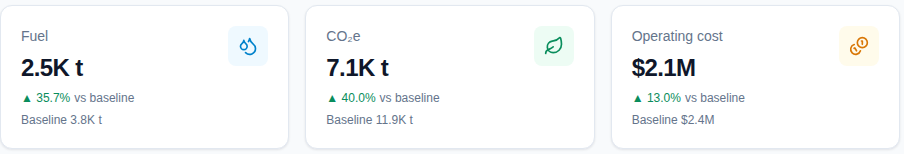 Fuel
2.5K t
▲ 35.7% vs baseline
Baseline 3.8K t
CO₂e
7.1K t
▲ 40.0% vs baseline
Baseline 11.9K t
Operating cost
$2.1M
▲ 13.0% vs baseline
Baseline $2.4M